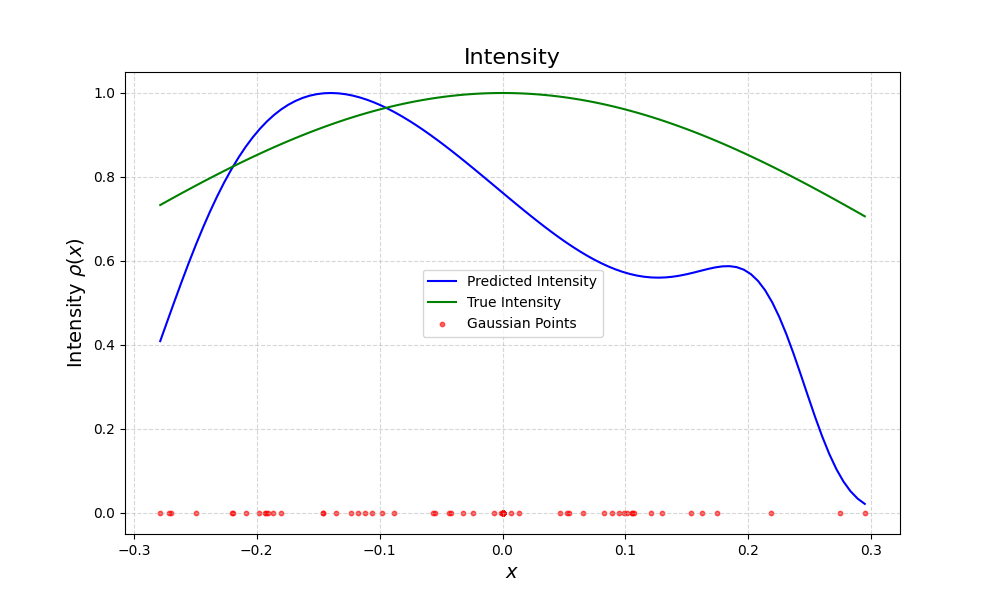 Intensity
1.0
0.8
0.6
0.4
0.2
0.0
Intensity ρ(x)
Predicted Intensity
True Intensity
Gaussian Points
−0.3 −0.2 −0.1 0.0 0.1 0.2 0.3
x